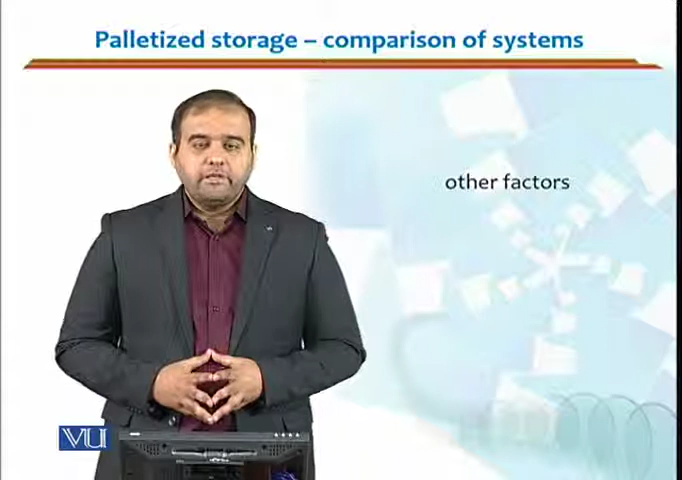 Palletized storage – comparison of systems
other factors
VU